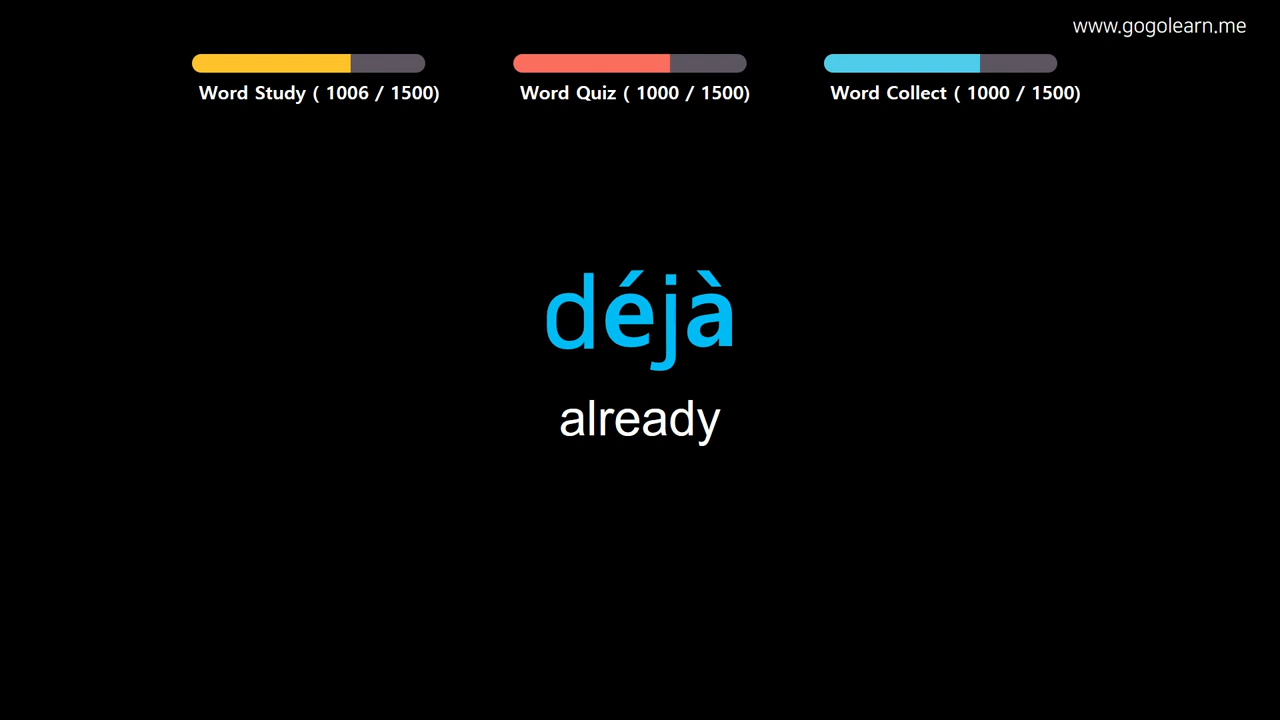 www.gogolearn.me
Word Study ( 1006 / 1500)
Word Quiz ( 1000 / 1500)
Word Collect ( 1000 / 1500)
déjà
already